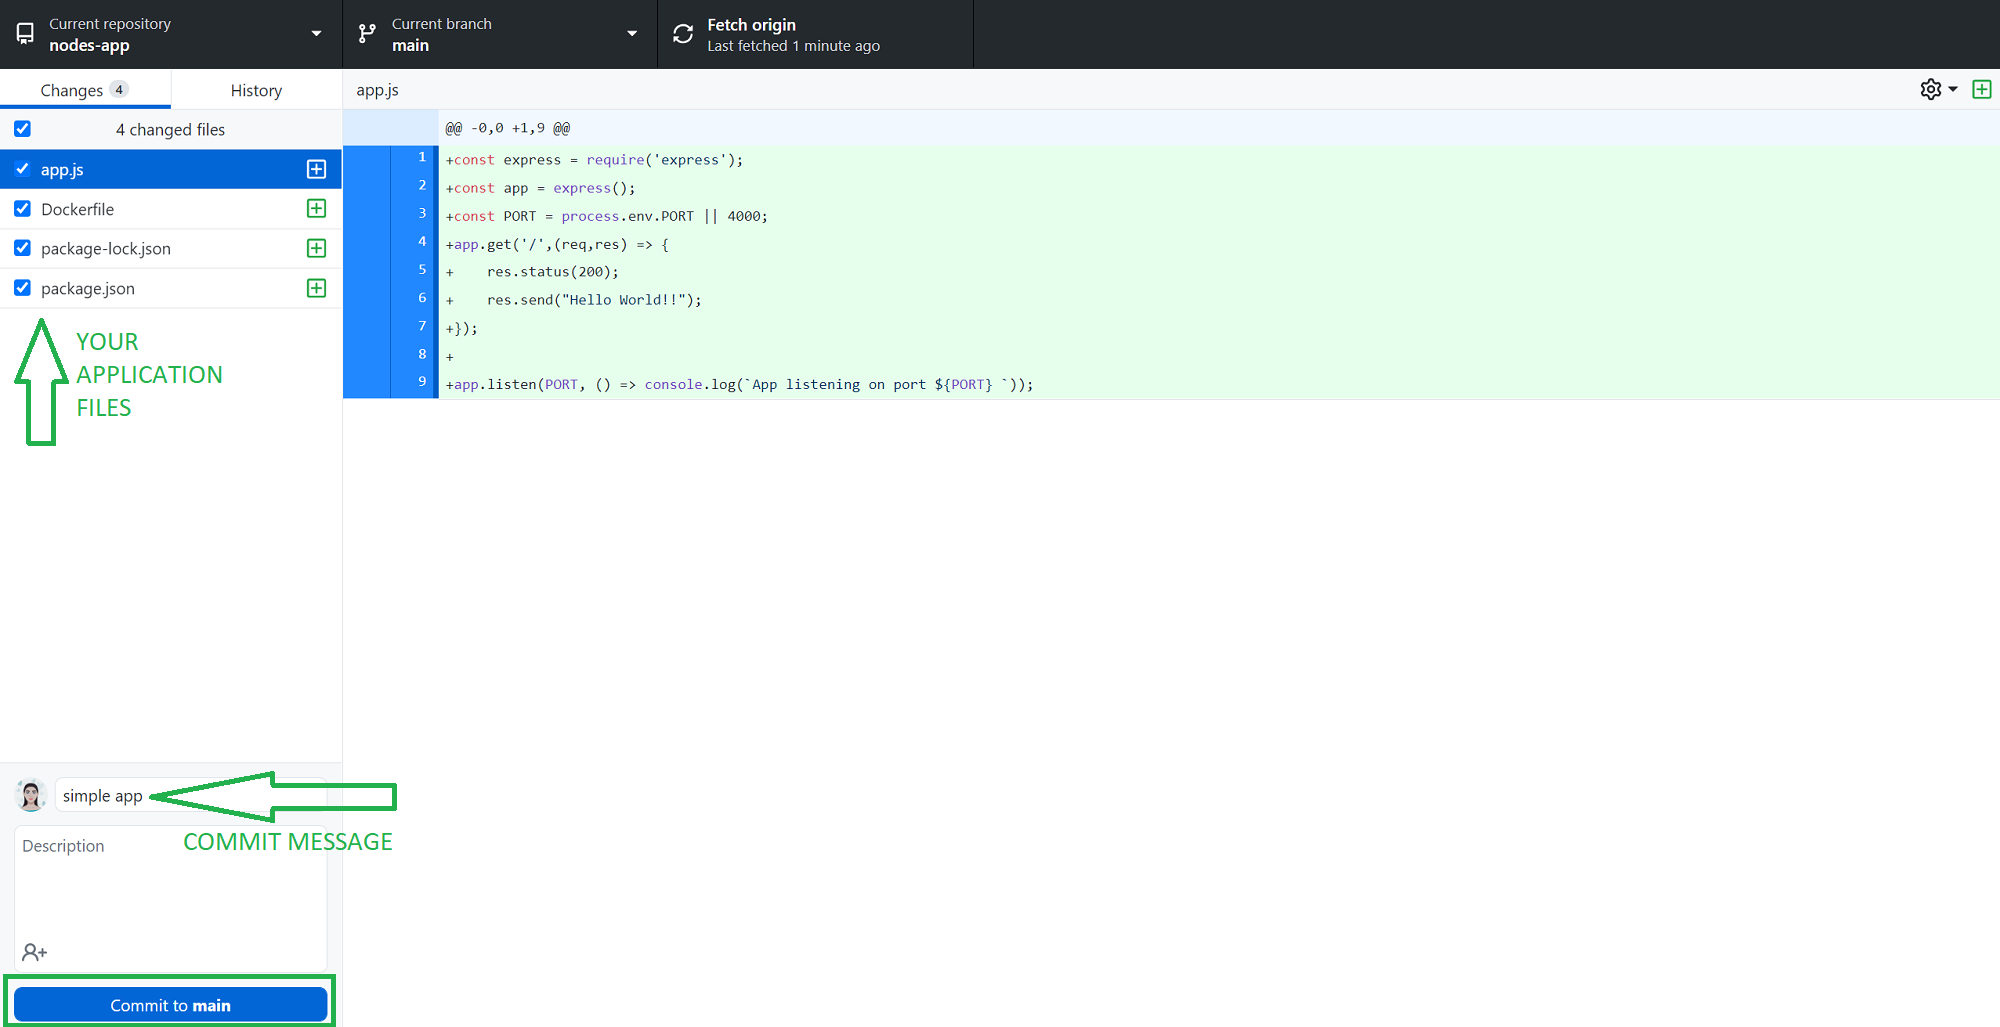 Current repository
nodes-app
Current branch
main
Fetch origin
Last fetched 1 minute ago
Changes 4
History
app.js
4 changed files
app.js
Dockerfile
package-lock.json
package.json
YOUR
APPLICATION
FILES
@@ -0,0 +1,9 @@
1 +const express = require('express');
2 +const app = express();
3 +const PORT = process.env.PORT || 4000;
4 +app.get('/',(req,res) => {
5 +    res.status(200);
6 +    res.send("Hello World!!");
7 +});
8 +
9 +app.listen(PORT, () => console.log(`App listening on port ${PORT} `));
simple app
COMMIT MESSAGE
Description
Commit to main